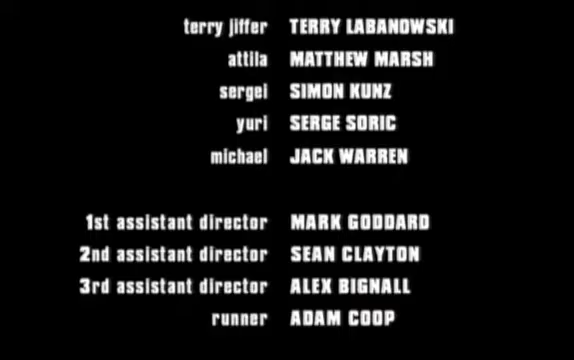 terry jiffer TERRY LABANOWSKI
attila MATTHEW MARSH
sergei SIMON KUNZ
yuri SERGE SORIC
michael JACK WARREN
1st assistant director MARK GODDARD
2nd assistant director SEAN CLAYTON
3rd assistant director ALEX BIGNALL
runner ADAM COOP